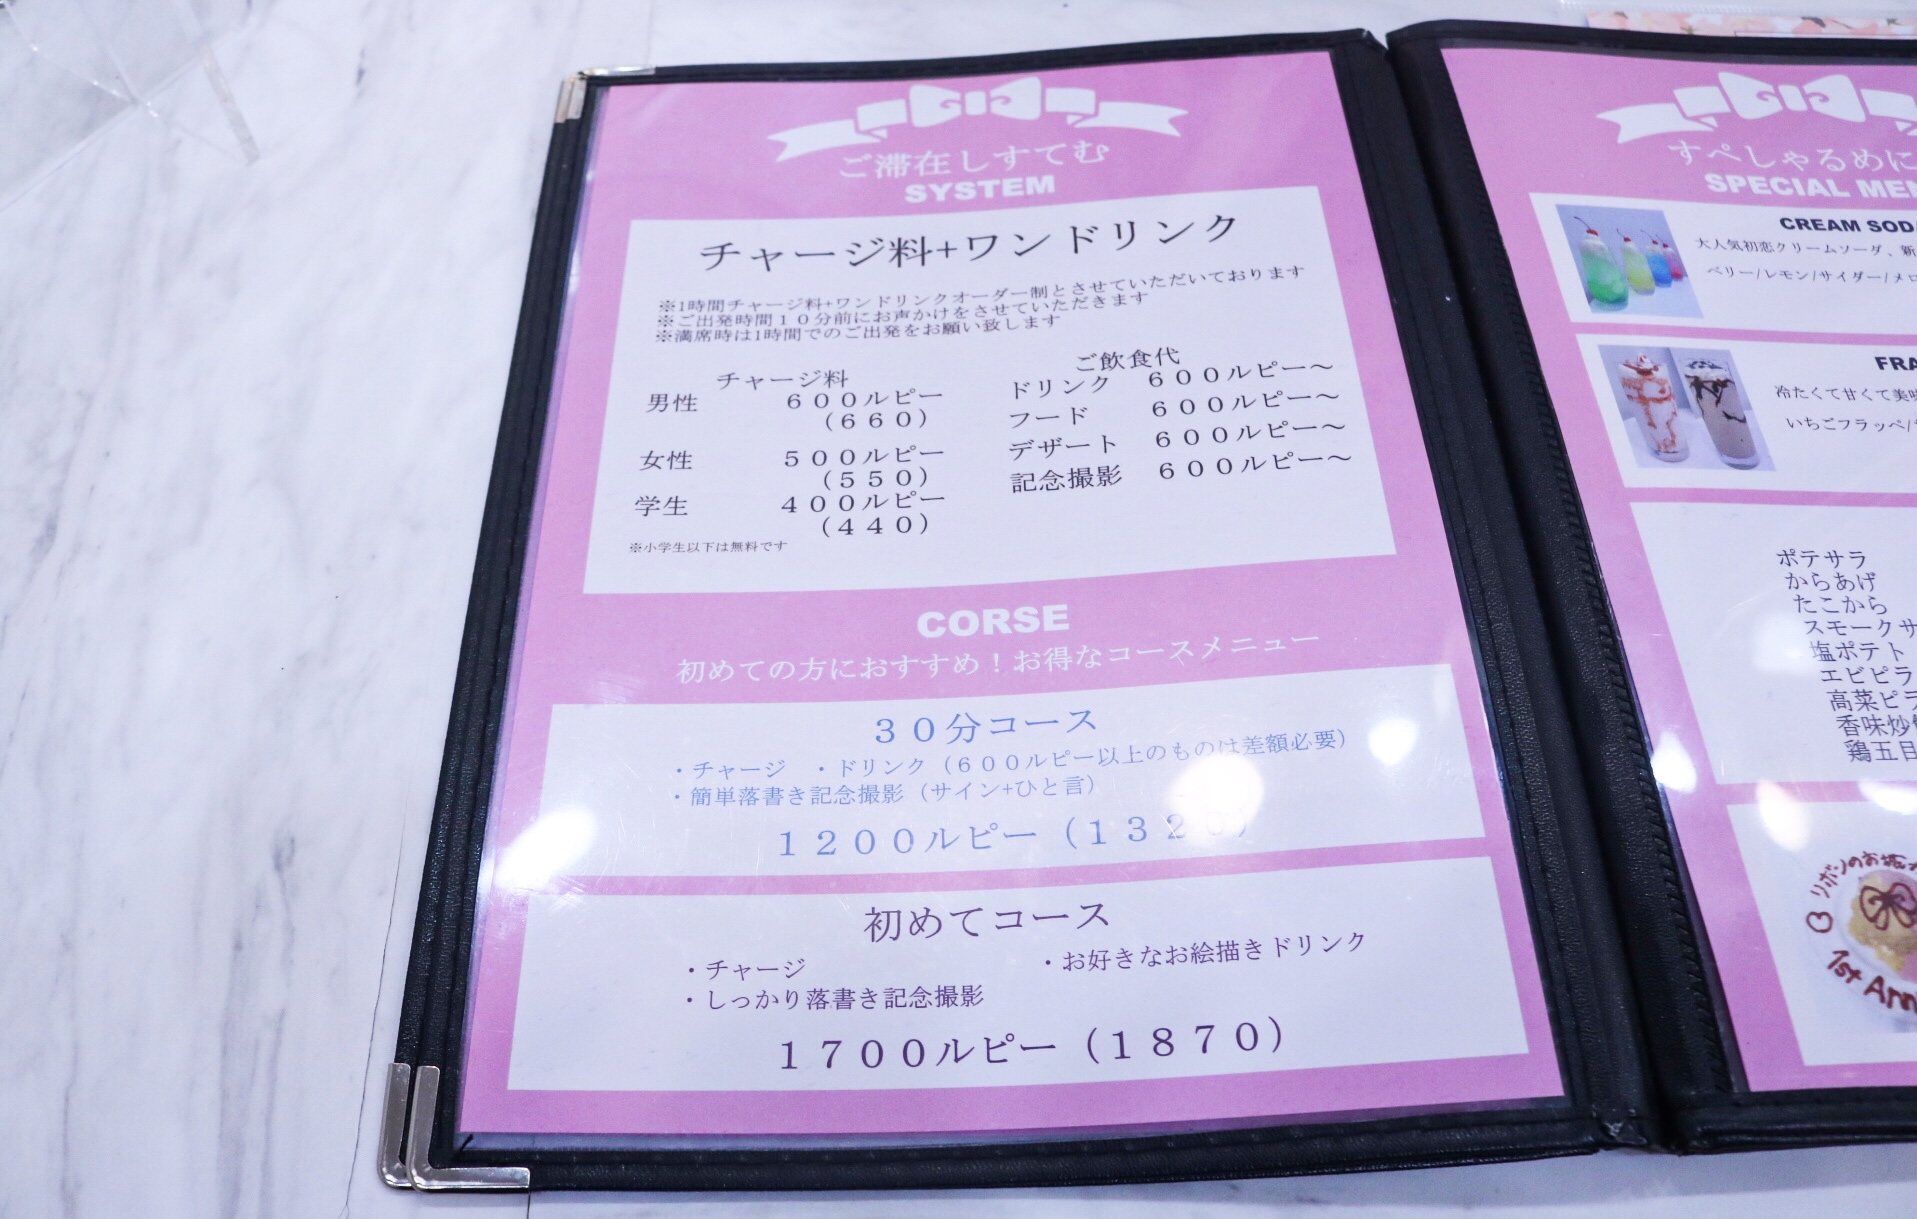 ご滞在しすてむ
SYSTEM
チャージ料+ワンドリンク
※1時間チャージ料+ワンドリンクオーダー制とさせていただいております
※ご出発時間10分前にお声かけをさせていただきます
※満席時は1時間でのご出発をお願い致します
チャージ料
男性 600ルピー
(660)
女性 500ルピー
(550)
学生 400ルピー
(440)
※小学生以下は無料です
ご飲食代
ドリンク 600ルピー～
フード 600ルピー～
デザート 600ルピー～
記念撮影 600ルピー～
CORSE
初めての方におすすめ！お得なコースメニュー
30分コース
・チャージ ・ドリンク（600ルピー以上のものは差額必要）
・簡単落書き記念撮影（サイン+ひと言）
1200ルピー（1320）
初めてコース
・チャージ ・お好きなお絵描きドリンク
・しっかり落書き記念撮影
1700ルピー（1870）
すぺしゃるめに
SPECIAL MEN
CREAM SODA
大人気初恋クリームソーダ、新
ベリー/レモン/サイダー/メロ
FRA
冷たくて甘くて美味
いちごフラッペ/
ポテサラ
からあげ
たこから
スモークサ
塩ポテト
エビピラ
高菜ピラ
香味炒
鶏五目
リボンのお城
1st Ann